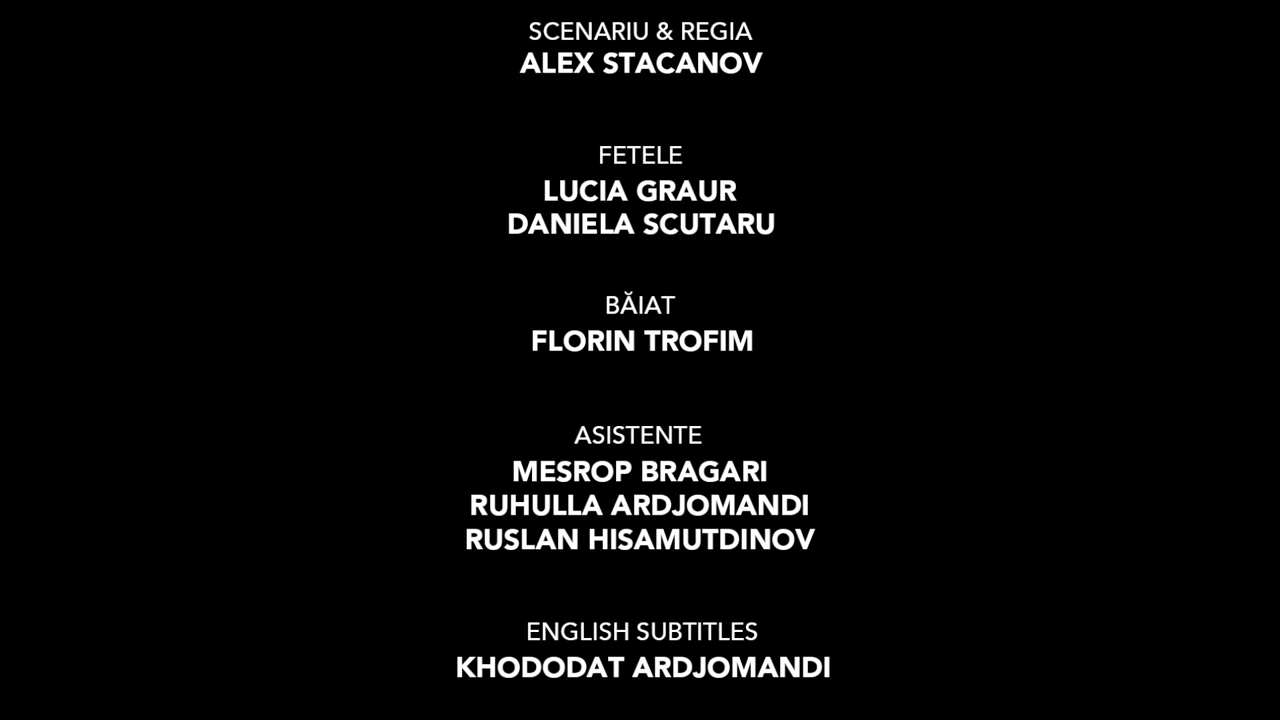 SCENARIU & REGIA
ALEX STACANOV
FETELE
LUCIA GRAUR
DANIELA SCUTARU
BĂIAT
FLORIN TROFIM
ASISTENTE
MESROP BRAGARI
RUHULLA ARDJOMANDI
RUSLAN HISAMUTDINOV
ENGLISH SUBTITLES
KHODODAT ARDJOMANDI